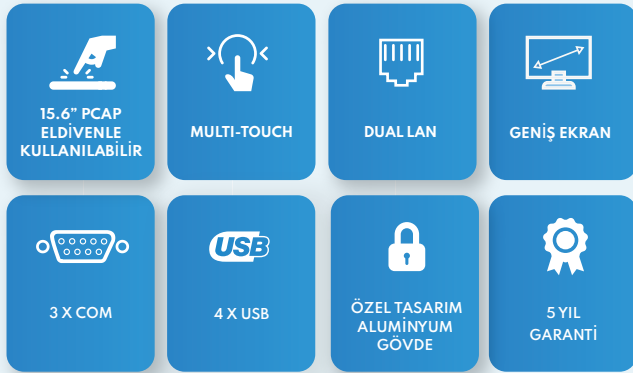 15.6” PCAP
ELDİVENLE
KULLANILABİLİR
MULTI-TOUCH
DUAL LAN
GENİŞ EKRAN
3 X COM
USB
4 X USB
ÖZEL TASARIM
ALUMİNYUM
GÖVDE
5 YIL
GARANTİ